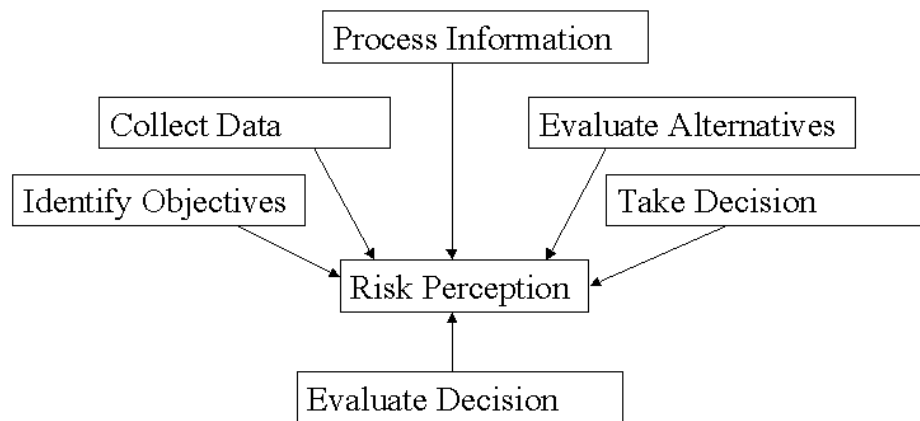 Process Information
Collect Data
Evaluate Alternatives
Identify Objectives
Take Decision
Risk Perception
Evaluate Decision